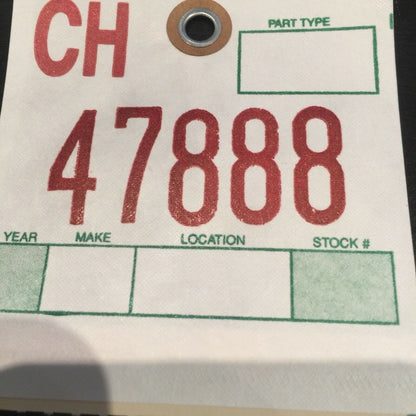 CH
PART TYPE
47888
YEAR MAKE LOCATION STOCK #